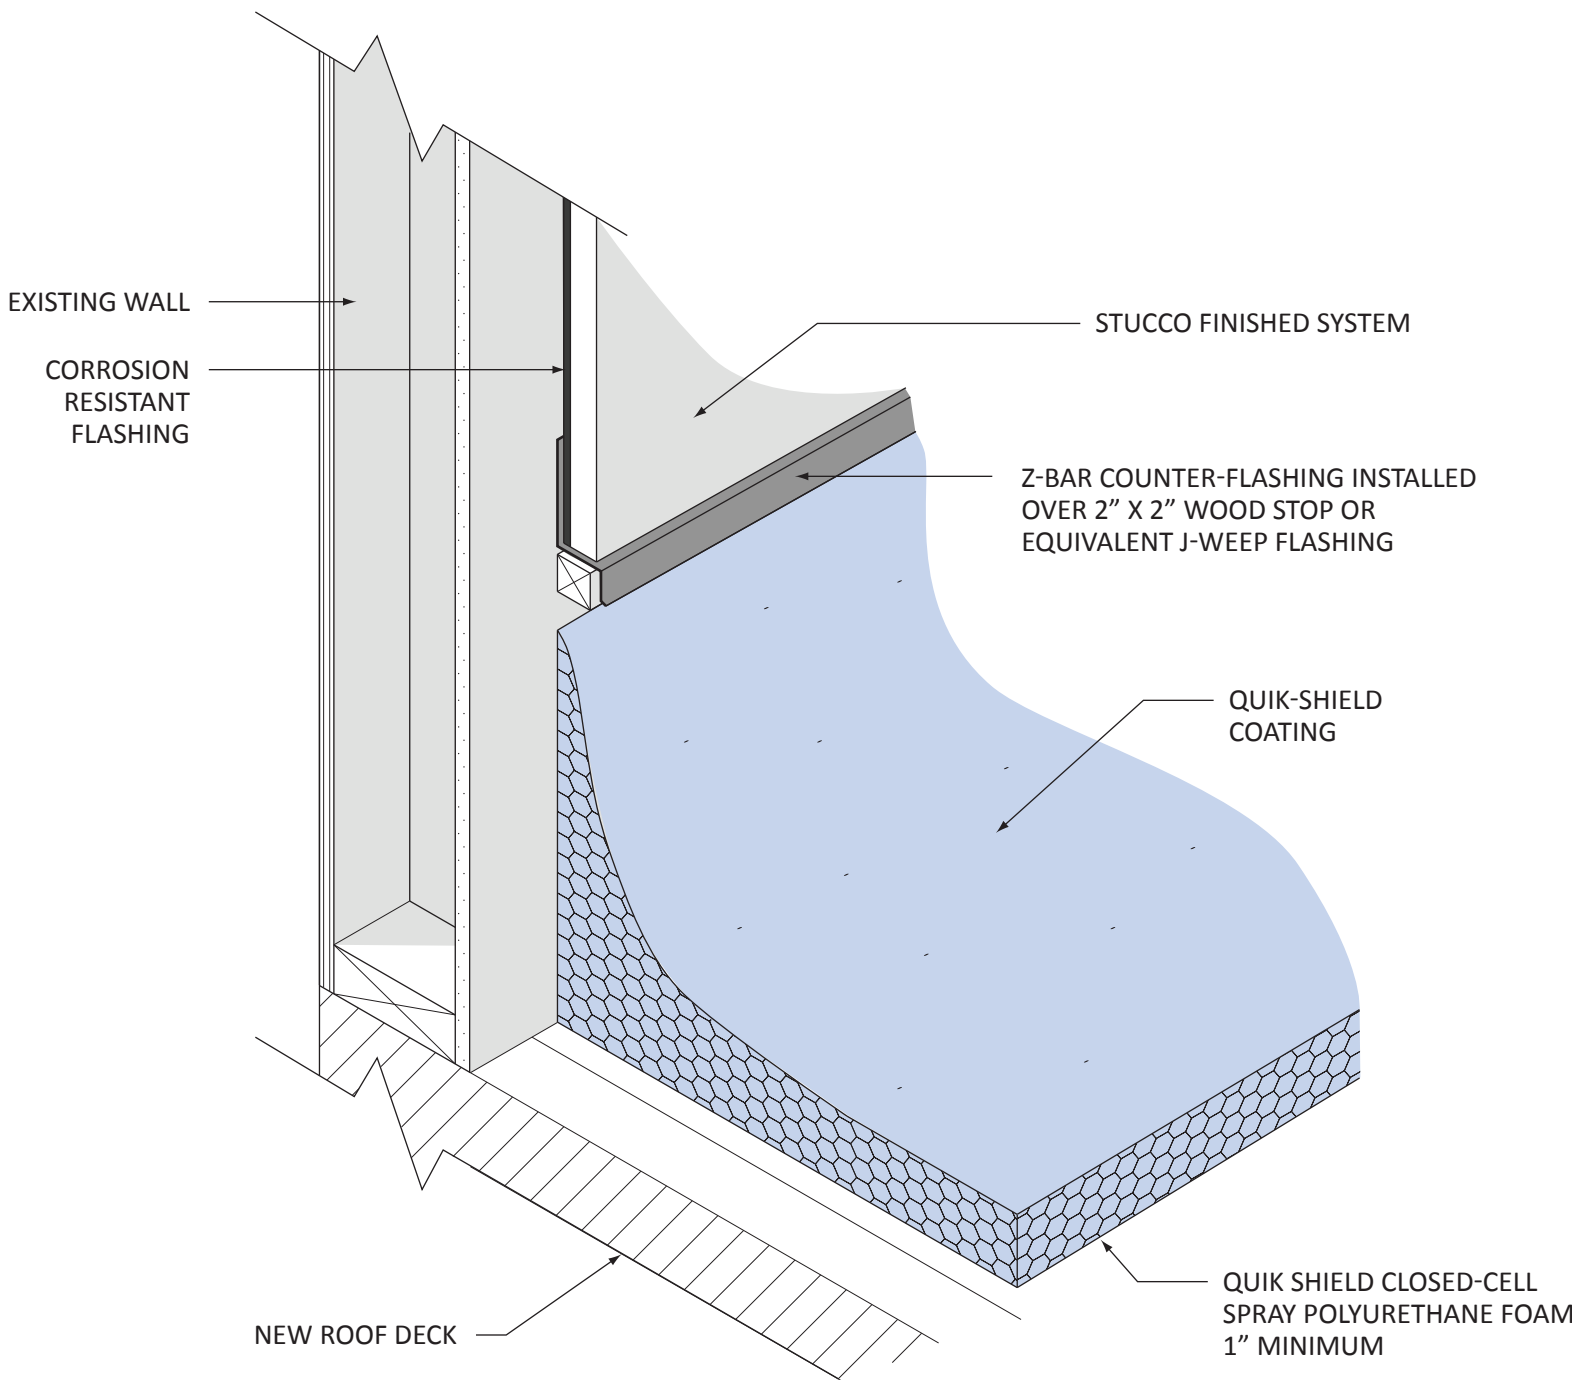 EXISTING WALL
CORROSION
RESISTANT
FLASHING
STUCCO FINISHED SYSTEM
Z-BAR COUNTER-FLASHING INSTALLED
OVER 2” X 2” WOOD STOP OR
EQUIVALENT J-WEEP FLASHING
QUIK-SHIELD
COATING
QUIK SHIELD CLOSED-CELL
SPRAY POLYURETHANE FOAM
1” MINIMUM
NEW ROOF DECK